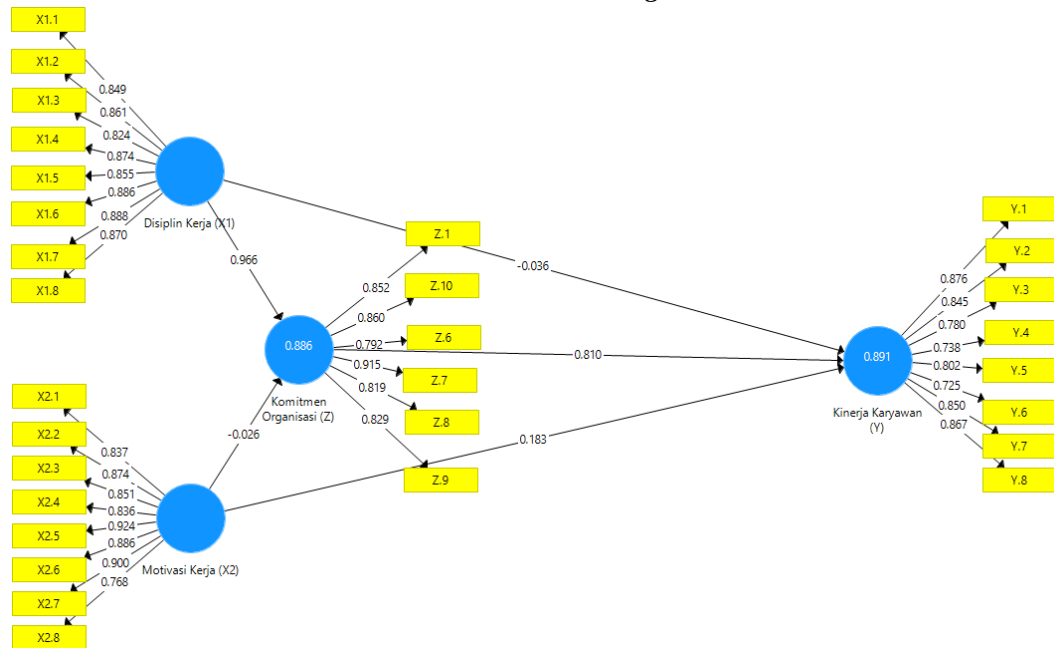 g
X1.1
X1.2
X1.3
X1.4
X1.5
X1.6
X1.7
X1.8
0.849
0.861
0.824
0.874
0.855
0.886
0.888
0.870
Disiplin Kerja (X1)
0.966
-0.036
Z.1
Z.10
Z.6
Z.7
Z.8
Z.9
0.852
0.860
0.792
0.915
0.819
0.829
0.886
Komitmen
Organisasi (Z)
0.810
-0.026
0.183
X2.1
X2.2
X2.3
X2.4
X2.5
X2.6
X2.7
X2.8
0.837
0.874
0.851
0.836
0.924
0.886
0.900
0.768
Motivasi Kerja (X2)
0.891
Kinerja Karyawan
(Y)
0.876
0.845
0.780
0.738
0.802
0.725
0.850
0.867
Y.1
Y.2
Y.3
Y.4
Y.5
Y.6
Y.7
Y.8